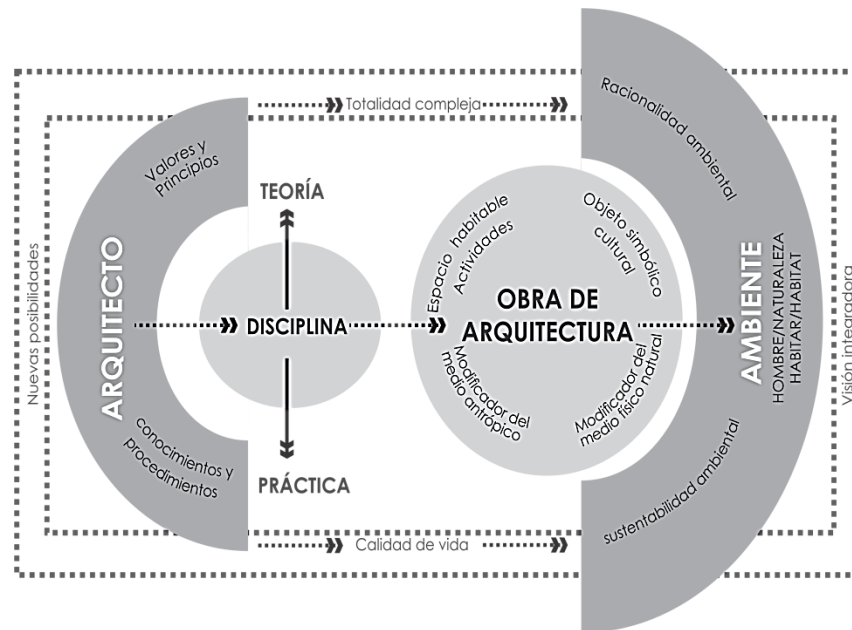 Totalidad compleja
Racionalidad ambiental
Valores y
Principios
TEORÍA
Espacio habitable
Actividades
Objeto simbólico
cultural
Nuevas posibilidades
ARQUITECTO
DISCIPLINA
OBRA DE
ARQUITECTURA
AMBIENTE
HOMBRE/NATURALEZA
HABITAR/HABITAT
Visión integradora
Modificador del
medio antrópico
Modificador del
medio físico natural
conocimientos y
procedimientos
PRÁCTICA
sustentabilidad ambiental
Calidad de vida